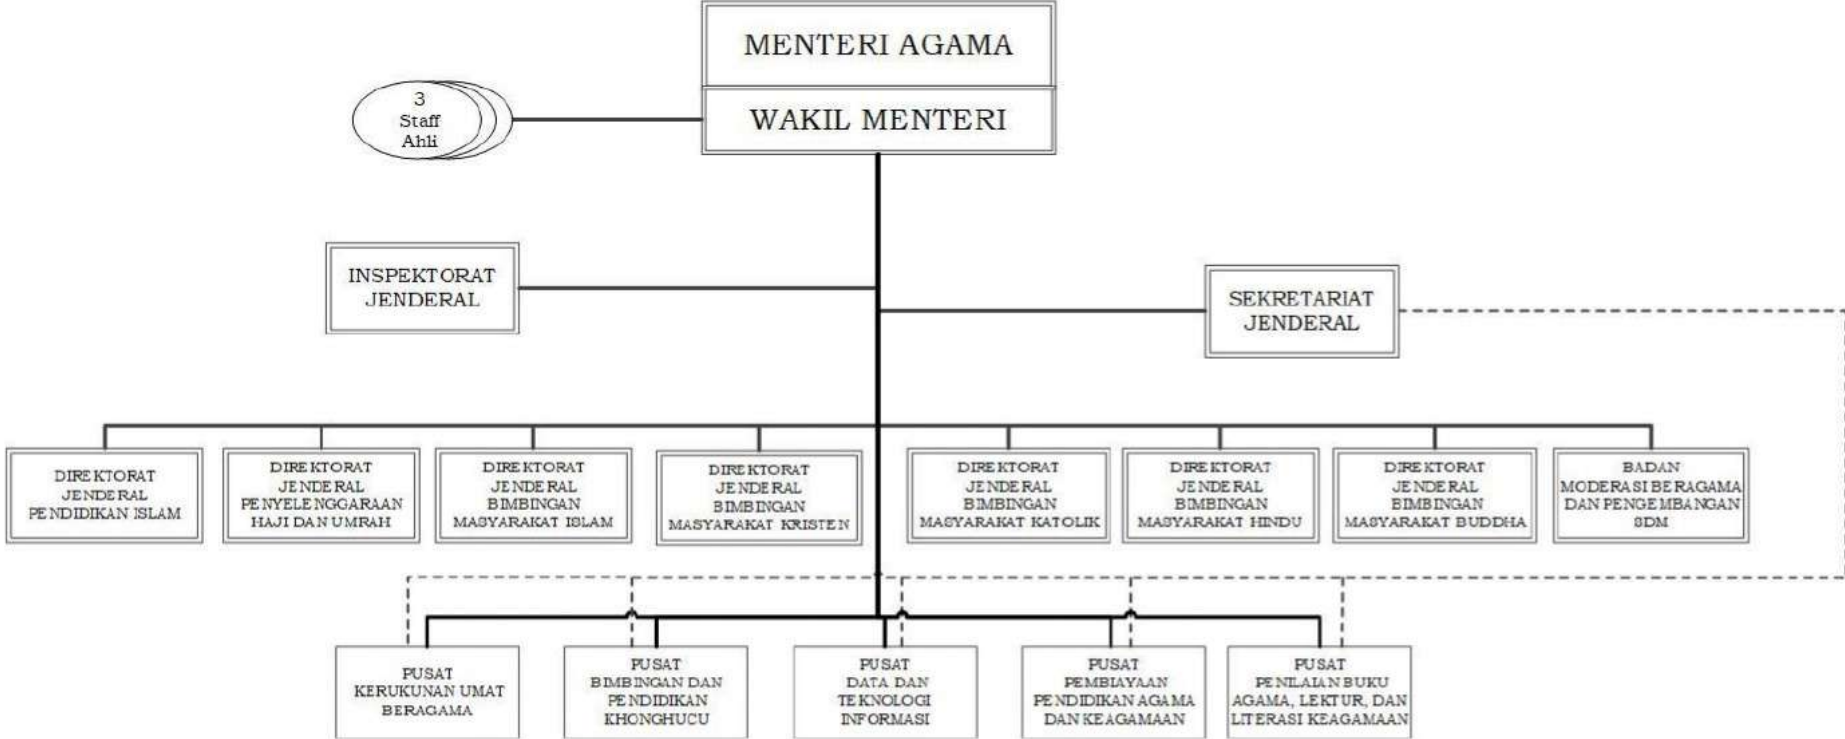 MENTERI AGAMA
WAKIL MENTERI
3
Staff
Ahli
INSPEKTORAT
JENDERAL
SEKRETARIAT
JENDERAL
DIREKTORAT
JENDERAL
PENDIDIKAN ISLAM
DIREKTORAT
JENDERAL
PENYELENGGARAAN
HAJI DAN UMRAH
DIREKTORAT
JENDERAL
BIMBINGAN
MASYARAKAT ISLAM
DIREKTORAT
JENDERAL
BIMBINGAN
MASYARAKAT KRISTEN
DIREKTORAT
JENDERAL
BIMBINGAN
MASYARAKAT KATOLIK
DIREKTORAT
JENDERAL
BIMBINGAN
MASYARAKAT HINDU
DIREKTORAT
JENDERAL
BIMBINGAN
MASYARAKAT BUDDHA
BADAN
MODERASI BERAGAMA
DAN PENGEMBANGAN
SDM
PUSAT
KERUKUNAN UMAT
BERAGAMA
PUSAT
BIMBINGAN DAN
PENDIDIKAN
KHONGHUCU
PUSAT
DATA DAN
TEKNOLOGI
INFORMASI
PUSAT
PEMBIAYAAN
PENDIDIKAN AGAMA
DAN KEAGAMAAN
PUSAT
PENILAIAN BUKU
AGAMA, LEKTUR, DAN
LITERASI KEAGAMAAN